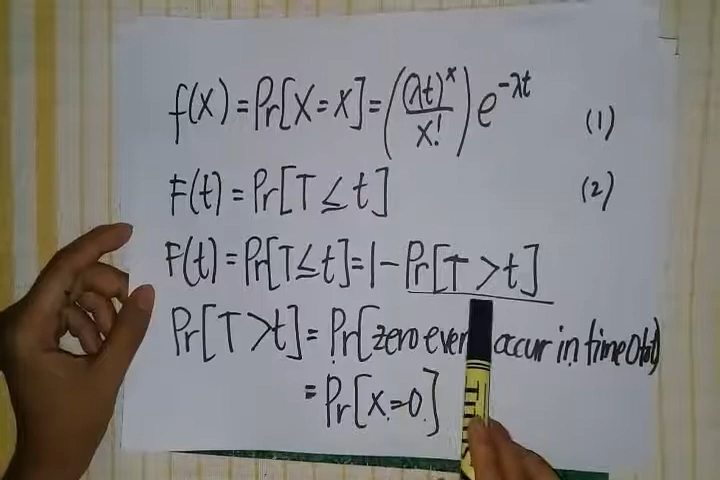 f(x) = Pr[X = x] = ((λt)^x / x!) e^-λt (1)
F(t) = Pr[T ≤ t] (2)
F(t) = Pr[T ≤ t] = 1 - Pr[T > t]
Pr[T > t] = Pr[zero even occur in time 0 to t]
= Pr[X = 0]